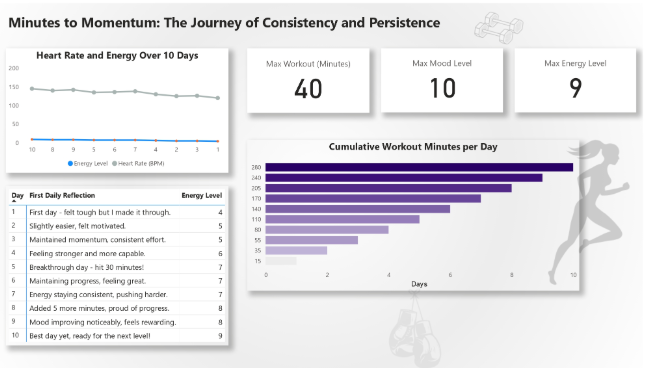 Minutes to Momentum: The Journey of Consistency and Persistence
Heart Rate and Energy Over 10 Days
200
150
100
50
0
10 8 9 5 7 6 4 2 3 1
Energy Level Heart Rate (BPM)
Max Workout (Minutes)
40
Max Mood Level
10
Max Energy Level
9
Day First Daily Reflection Energy Level
1 First day - felt tough but I made it through. 4
2 Slightly easier, felt motivated. 5
3 Maintained momentum, consistent effort. 5
4 Feeling stronger and more capable. 6
5 Breakthrough day - hit 30 minutes! 7
6 Maintaining progress, feeling great. 7
7 Energy staying consistent, pushing harder. 7
8 Added 5 more minutes, proud of progress. 8
9 Mood improving noticeably, feels rewarding. 8
10 Best day yet, ready for the next level! 9
Cumulative Workout Minutes per Day
280
240
205
170
140
110
80
55
35
15
0 2 4 6 8 10
Days